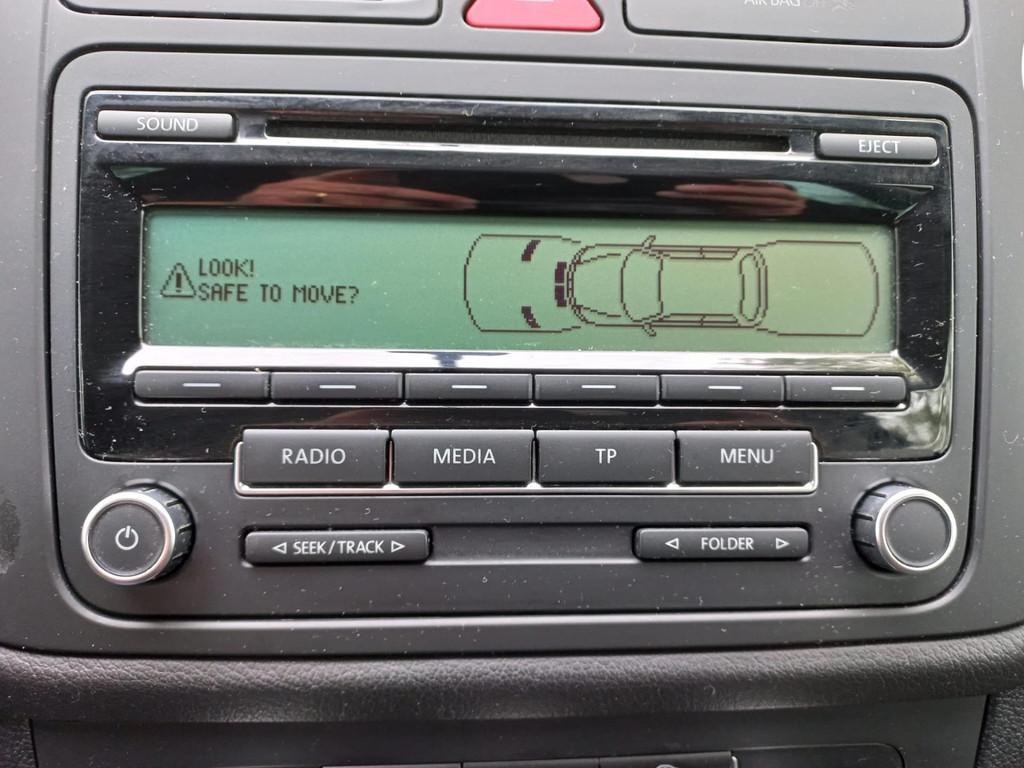 AIR BAG
SOUND
EJECT
LOOK!
SAFE TO MOVE?
RADIO
MEDIA
TP
MENU
SEEK/TRACK
FOLDER